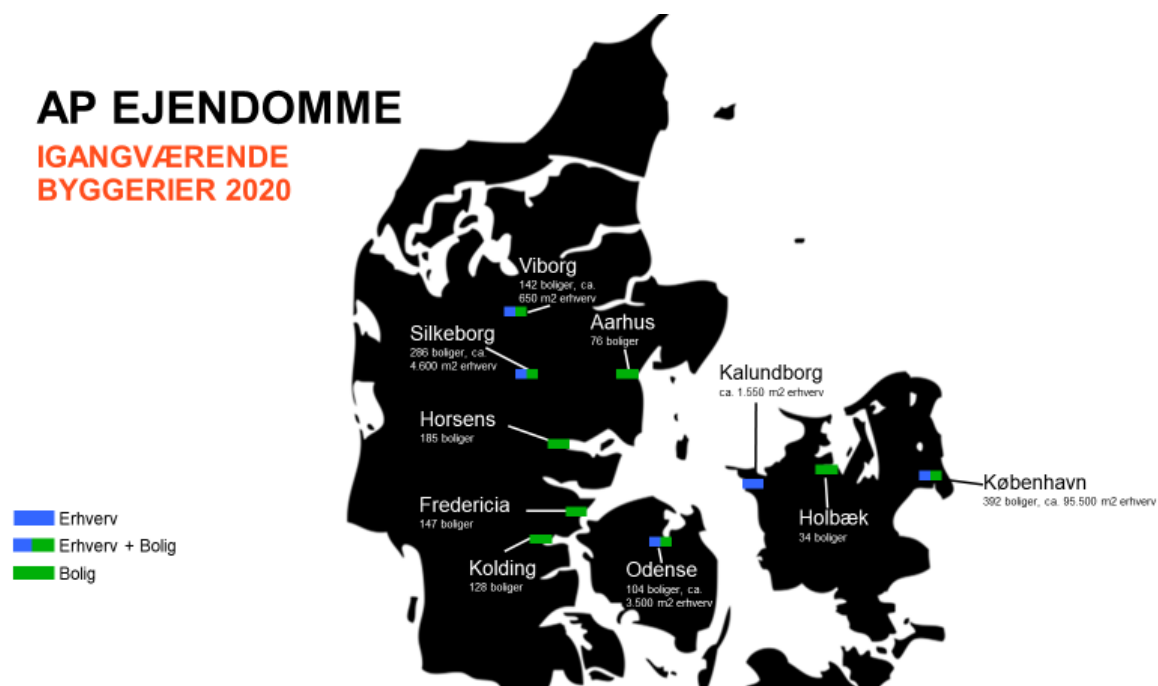 AP EJENDOMME
IGANGVÆRENDE
BYGGERIER 2020
Viborg
142 boliger, ca.
650 m2 erhverv
Silkeborg
286 boliger, ca.
4.600 m2 erhverv
Aarhus
76 boliger
Kalundborg
ca. 1.550 m2 erhverv
Horsens
185 boliger
København
392 boliger, ca. 95.500 m2 erhverv
Fredericia
147 boliger
Holbæk
34 boliger
Kolding
128 boliger
Odense
104 boliger, ca.
3.500 m2 erhverv
Erhverv
Erhverv + Bolig
Bolig